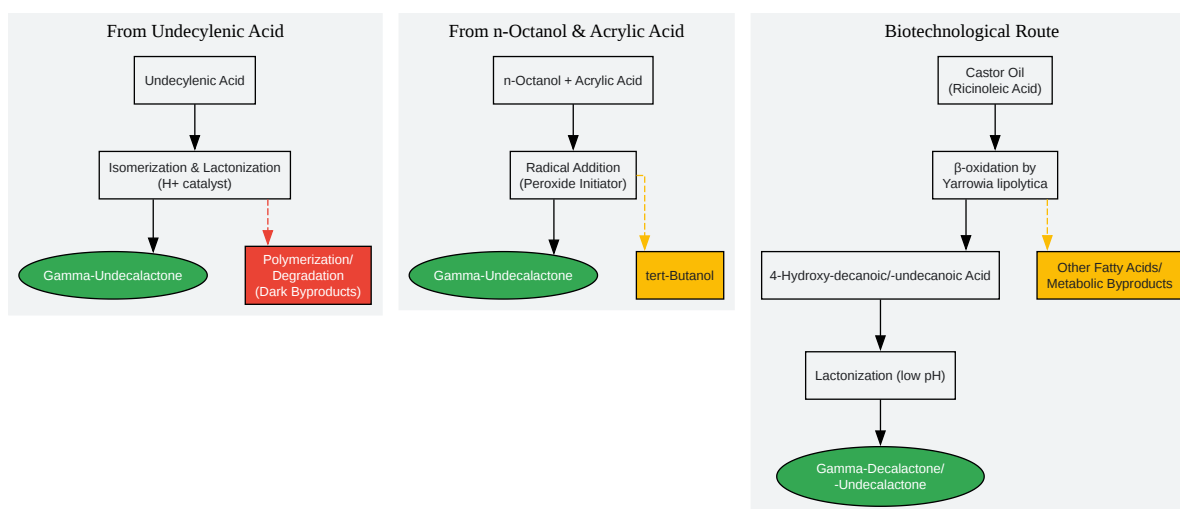 From Undecylenic Acid
Undecylenic Acid
Isomerization & Lactonization
(H+ catalyst)
Gamma-Undecalactone
Polymerization/
Degradation
(Dark Byproducts)
From n-Octanol & Acrylic Acid
n-Octanol + Acrylic Acid
Radical Addition
(Peroxide Initiator)
Gamma-Undecalactone
tert-Butanol
Biotechnological Route
Castor Oil
(Ricinoleic Acid)
β-oxidation by
Yarrowia lipolytica
4-Hydroxy-decanoic/-undecanoic Acid
Other Fatty Acids/
Metabolic Byproducts
Lactonization (low pH)
Gamma-Decalactone/
-Undecalactone